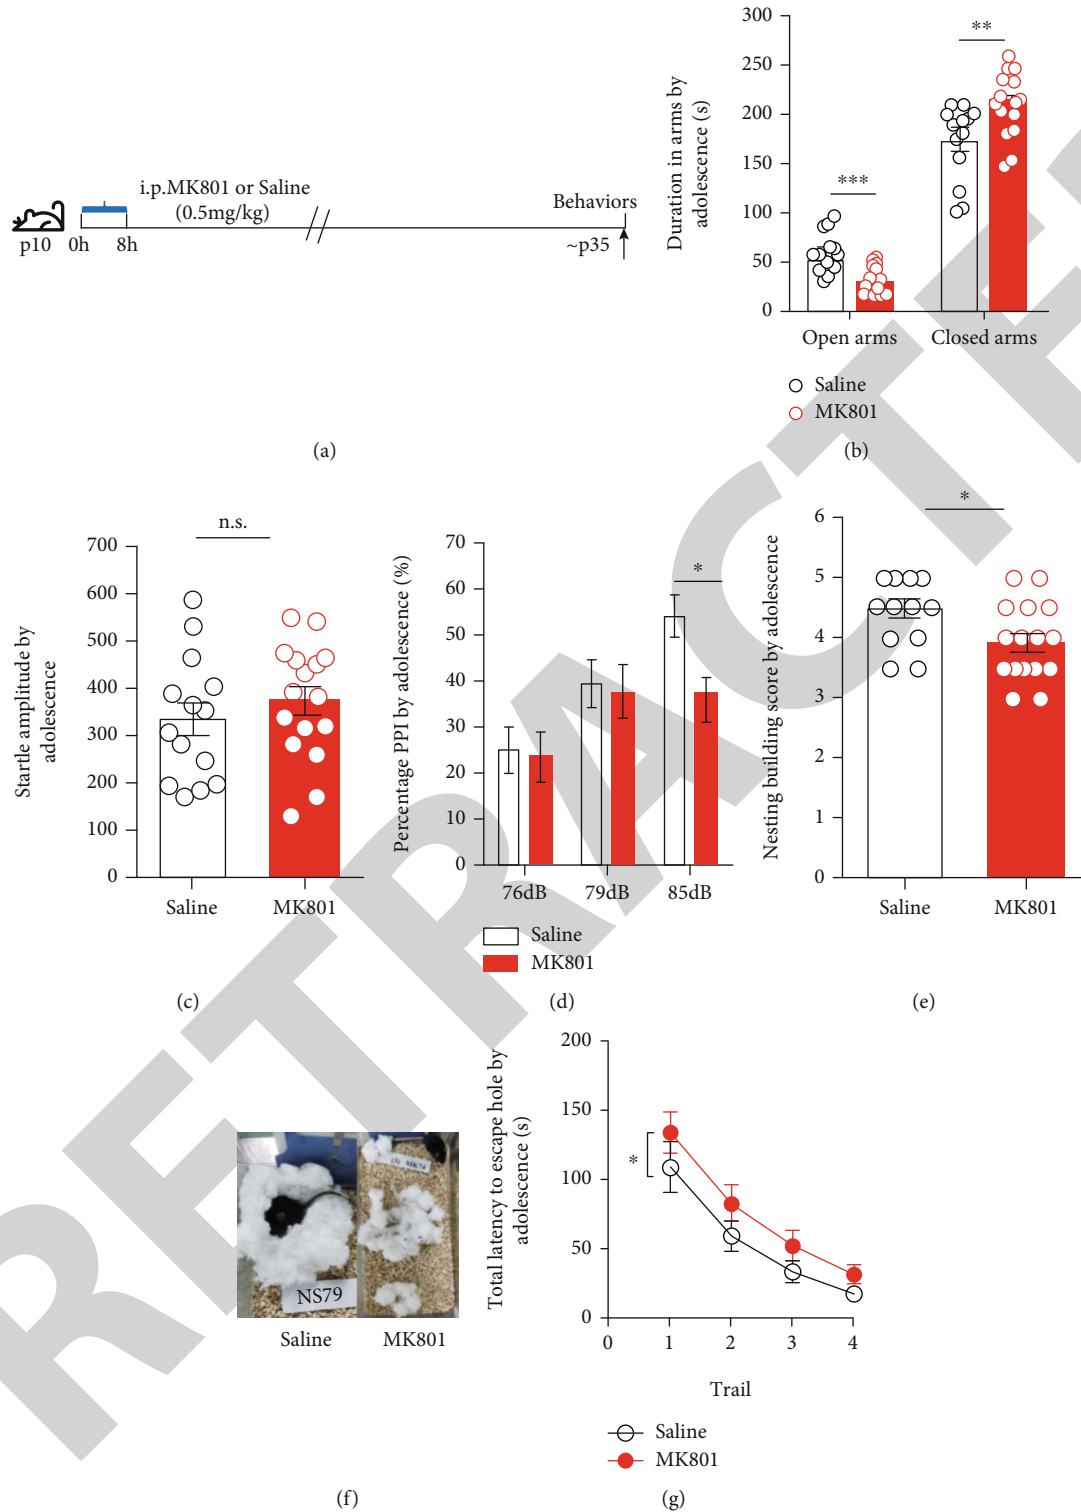 i.p.MK801 or Saline
(0.5mg/kg)
Behaviors
p10 0h 8h ~p35
(a)
Duration in arms by
adolescence (s)
300
250
200
150
100
50
0
***
**
Open arms Closed arms
Saline
MK801
(b)
Startle amplitude by
adolescence
n.s.
700
600
500
400
300
200
100
0
Saline MK801
(c)
Percentage PPI by adolescence (%)
70
60
50
40
30
20
10
0
*
76dB 79dB 85dB
Saline
MK801
(d)
Nesting building score by adolescence
6
5
4
3
2
1
0
*
Saline MK801
(e)
NS79
(3) MK74
Saline MK801
(f)
Total latency to escape hole by
adolescence (s)
200
150
100
50
0
*
0 1 2 3 4
Trail
Saline
MK801
(g)
RETRACTE